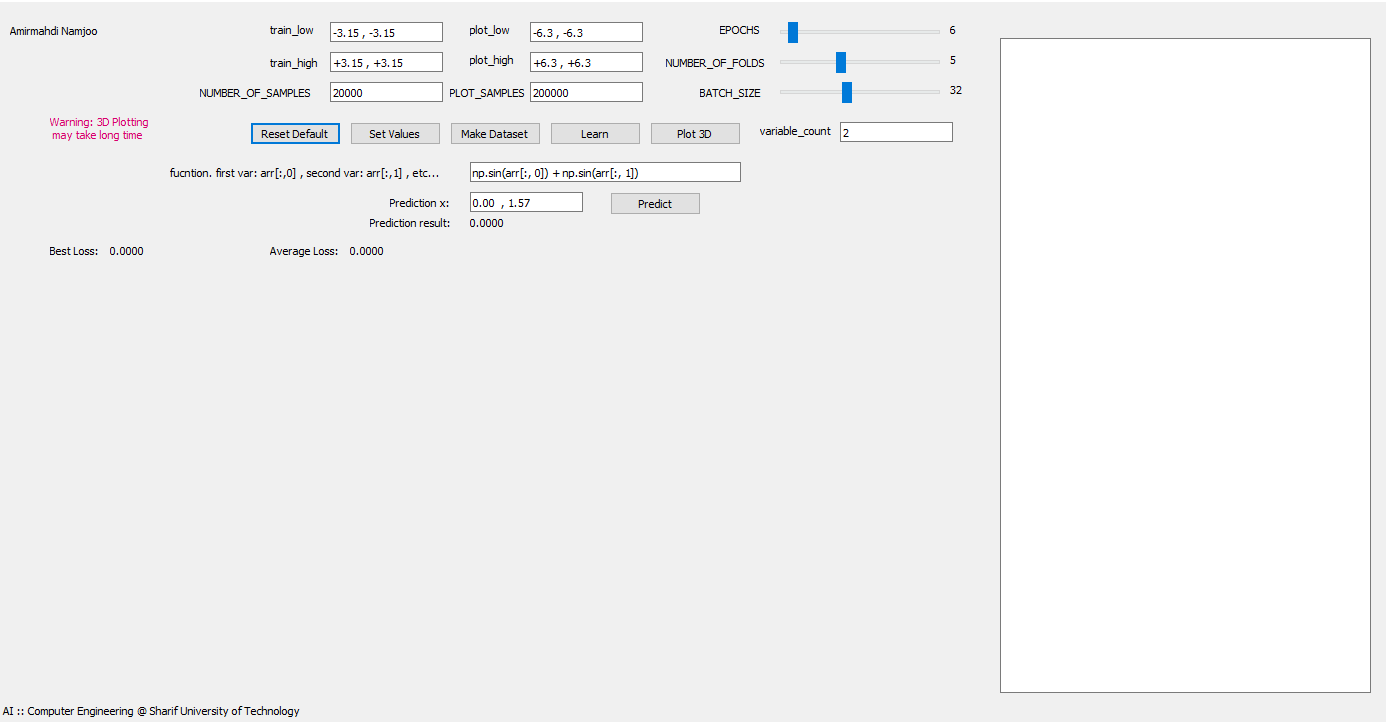 Amirmahdi Namjoo train_low -3.15 , -3.15 plot_low -6.3 , -6.3 EPOCHS 6
train_high +3.15 , +3.15 plot_high +6.3 , +6.3 NUMBER_OF_FOLDS 5
NUMBER_OF_SAMPLES 20000 PLOT_SAMPLES 200000 BATCH_SIZE 32
Warning: 3D Plotting
may take long time
Reset Default Set Values Make Dataset Learn Plot 3D variable_count 2
fucntion. first var: arr[:,0] , second var: arr[:,1] , etc... np.sin(arr[:, 0]) + np.sin(arr[:, 1])
Prediction x: 0.00 , 1.57 Predict
Prediction result: 0.0000
Best Loss: 0.0000 Average Loss: 0.0000
AI :: Computer Engineering @ Sharif University of Technology